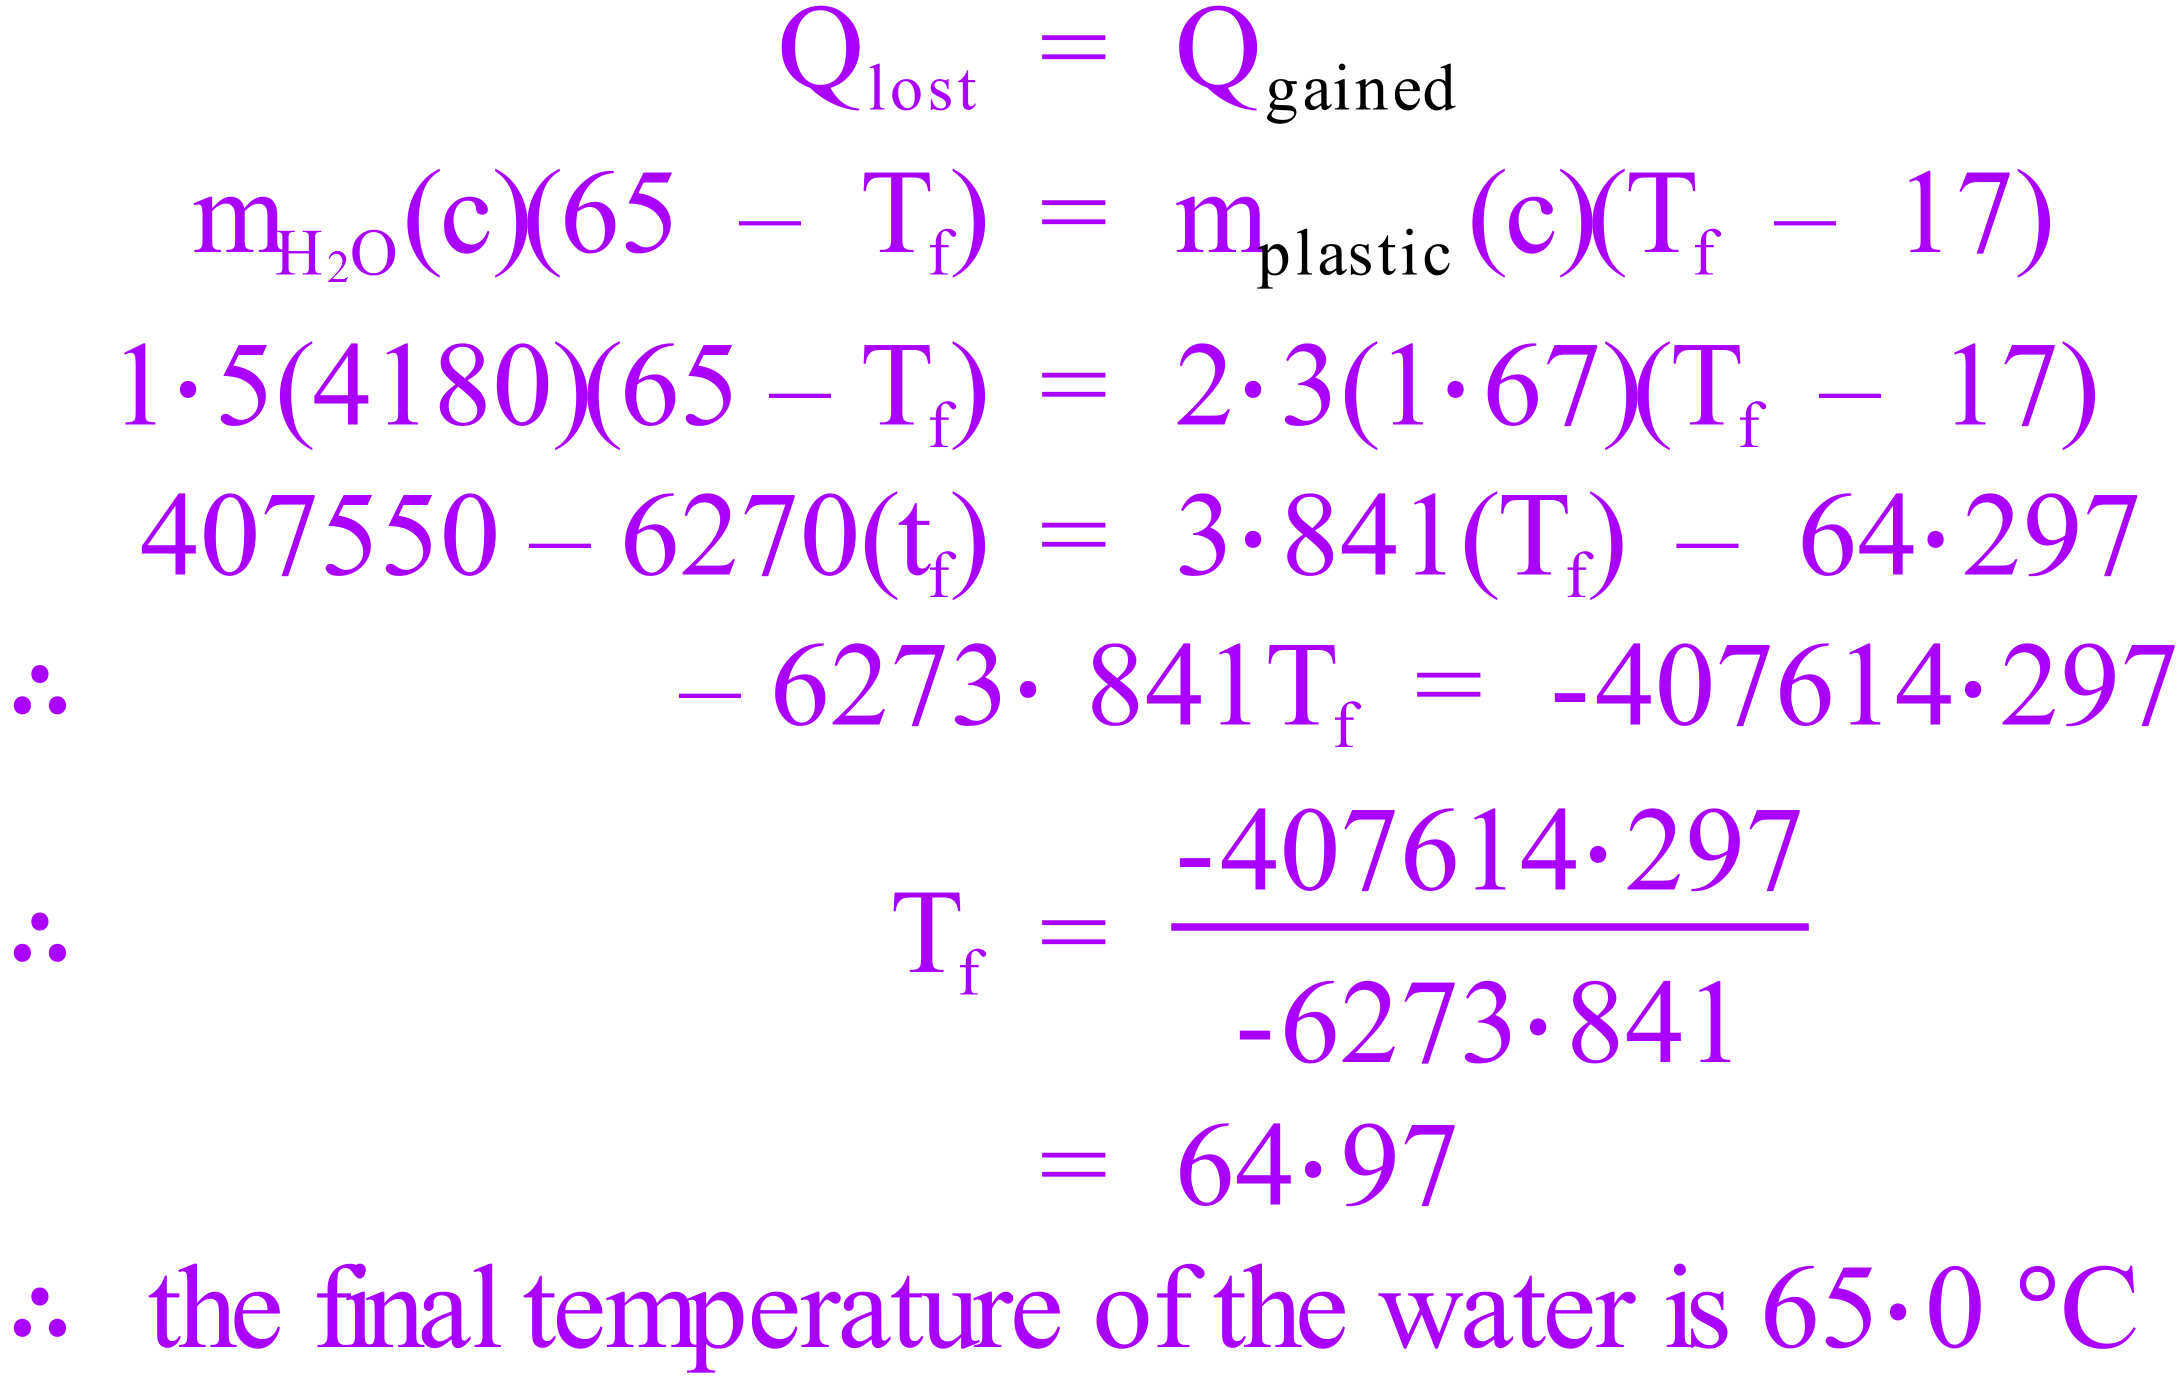 Q_lost = Q_gained
m_H₂O(c)(65 – T_f) = m_plastic(c)(T_f – 17)
1·5(4180)(65 – T_f) = 2·3(1·67)(T_f – 17)
407550 – 6270(t_f) = 3·841(T_f) – 64·297
∴ – 6273· 841T_f = -407614·297
∴ T_f = -407614·297
-6273·841
= 64·97
∴ the final temperature of the water is 65·0 °C